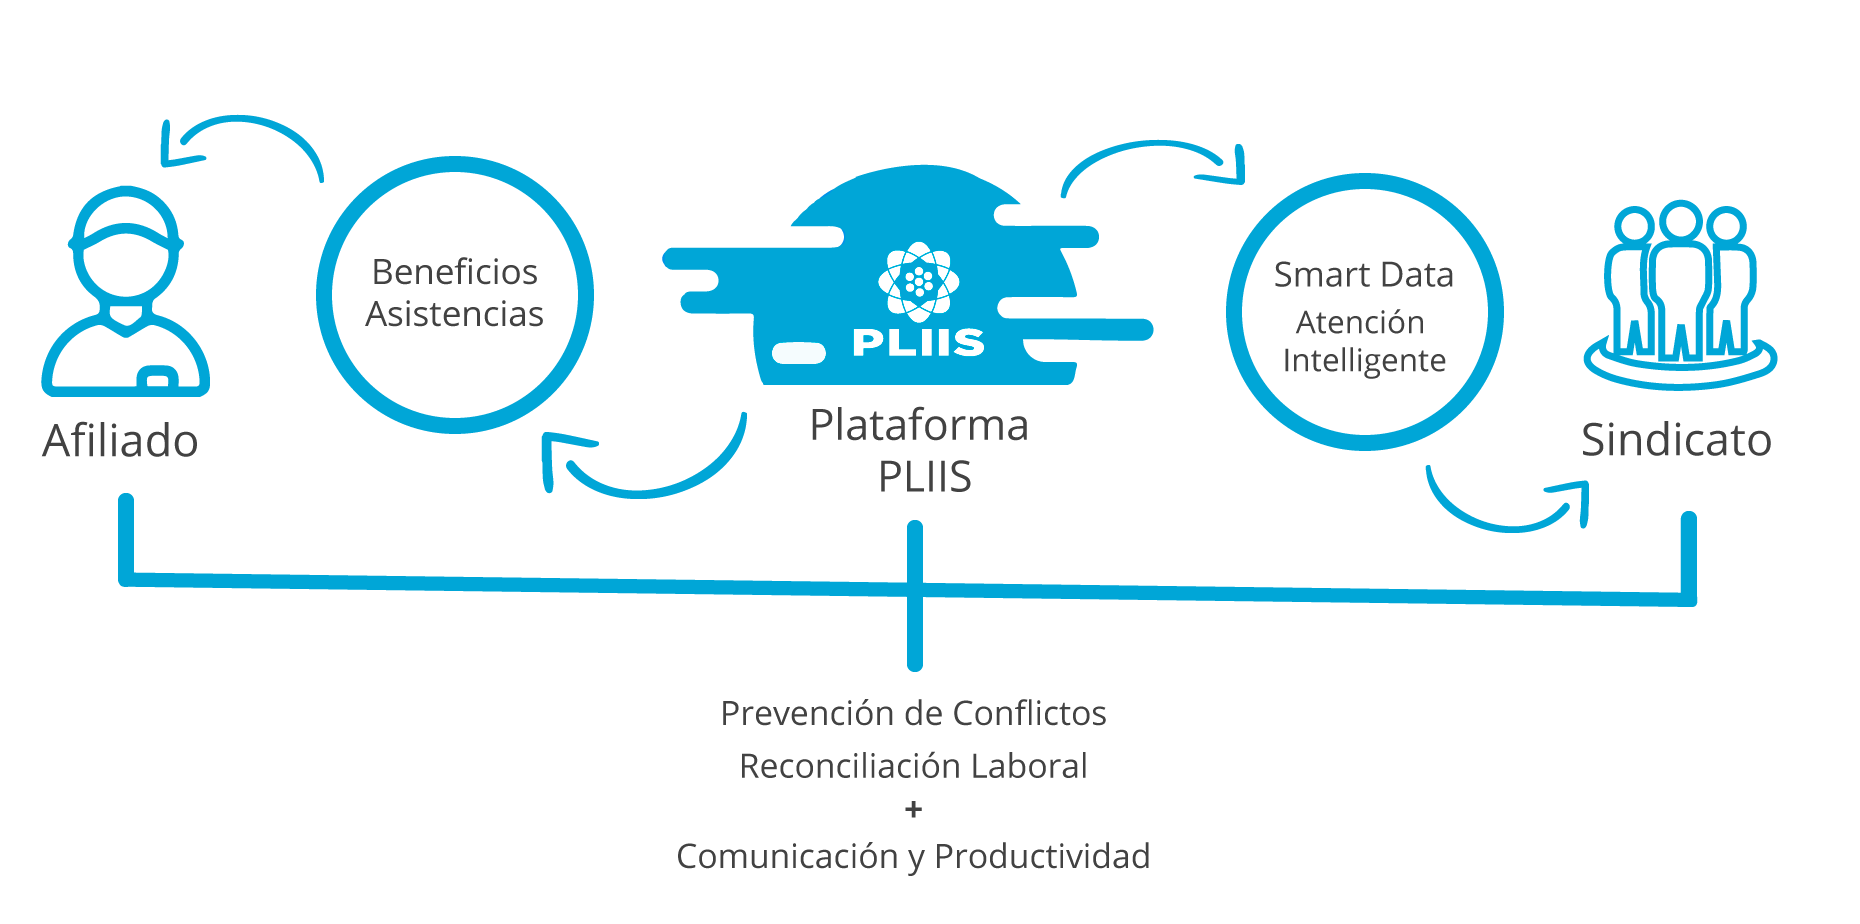 Beneficios
Asistencias
PLIIS
Smart Data
Atención
Intelligente
Afiliado
Plataforma
PLIIS
Sindicato
Prevención de Conflictos
Reconciliación Laboral
+
Comunicación y Productividad